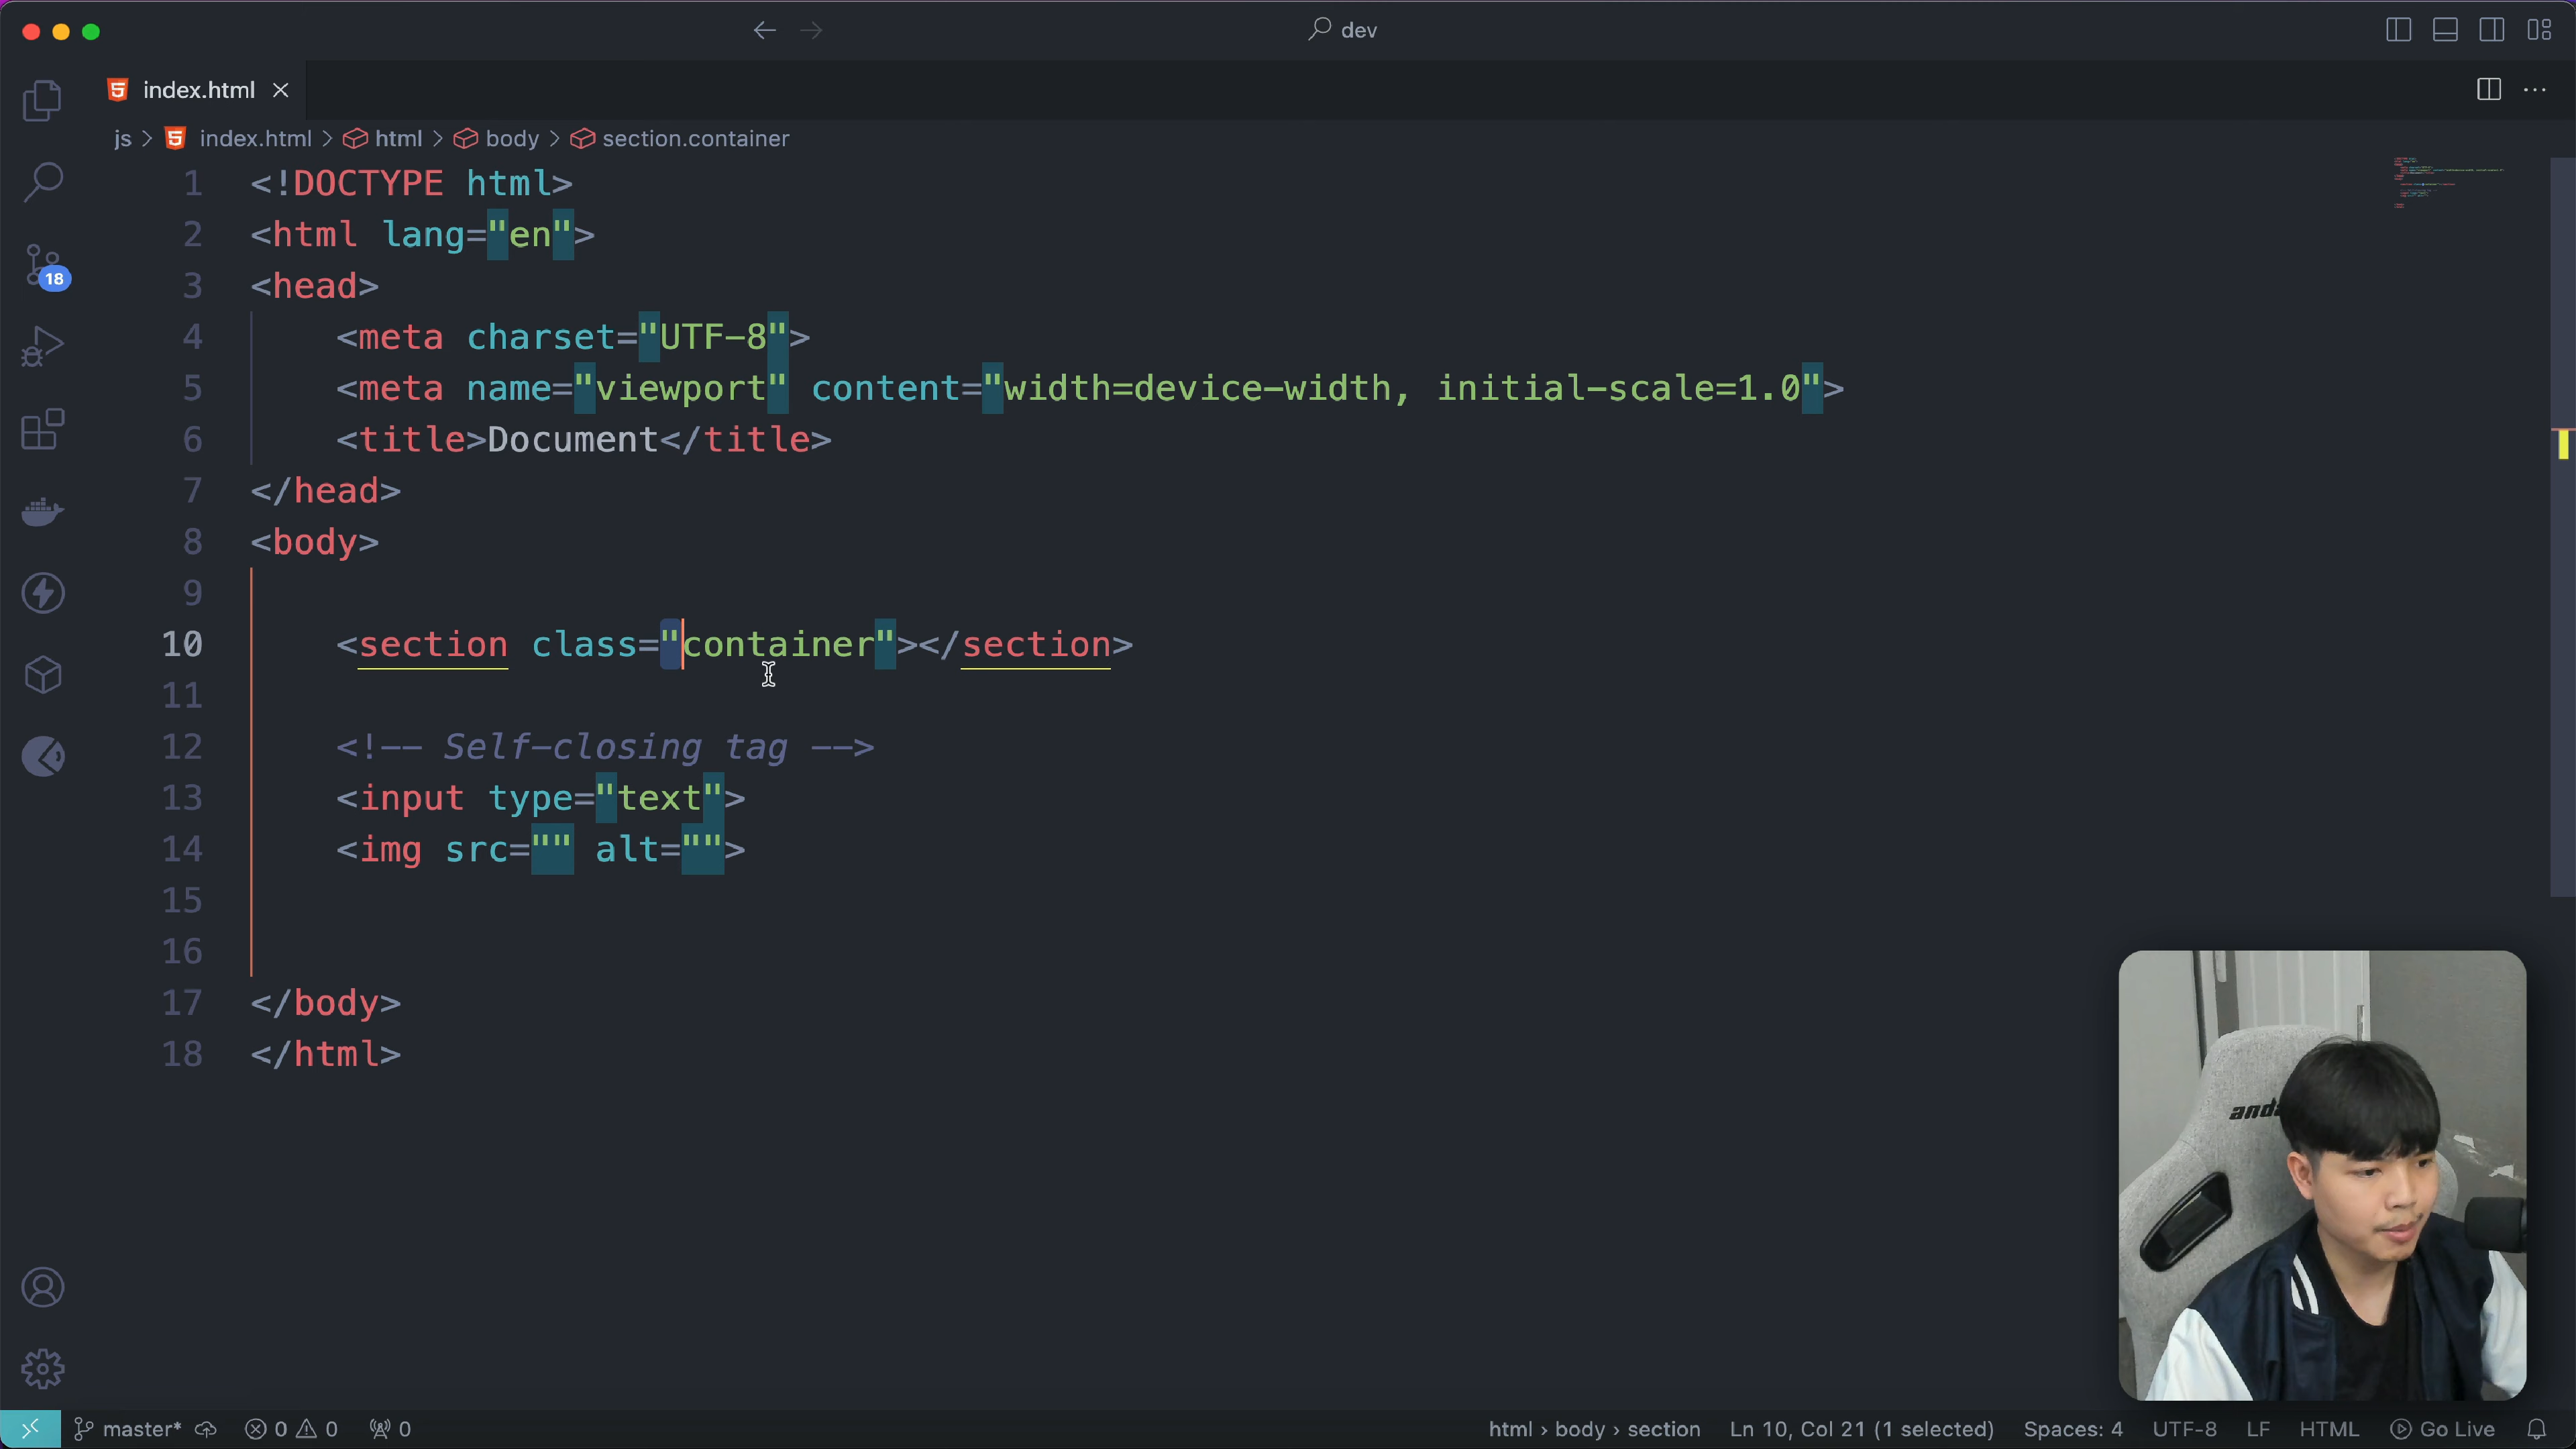 dev
index.html
js > index.html > html > body > section.container
18
1 <!DOCTYPE html>
2 <html lang="en">
3 <head>
4 <meta charset="UTF-8">
5 <meta name="viewport" content="width=device-width, initial-scale=1.0">
6 <title>Document</title>
7 </head>
8 <body>
9
10 <section class="container"></section>
11
12 <!-- Self-closing tag -->
13 <input type="text">
14 <img src="" alt="">
15
16
17 </body>
18 </html>
master* 0 0 0 html > body > section Ln 10, Col 21 (1 selected) Spaces: 4 UTF-8 LF HTML Go Live